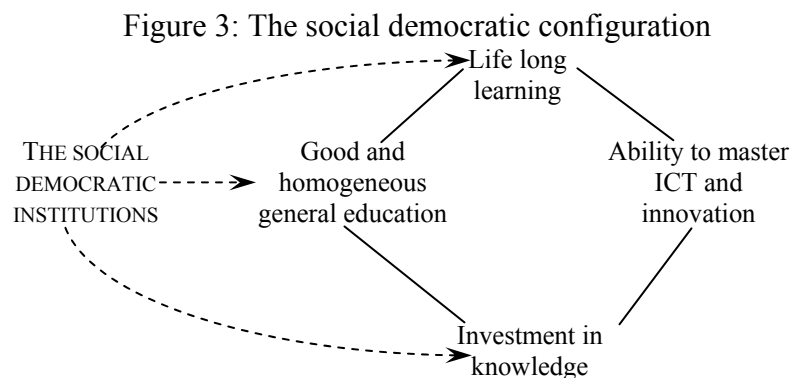 Figure 3: The social democratic configuration
Life long
learning
THE SOCIAL
DEMOCRATIC
INSTITUTIONS
Good and
homogeneous
general education
Ability to master
ICT and
innovation
Investment in
knowledge